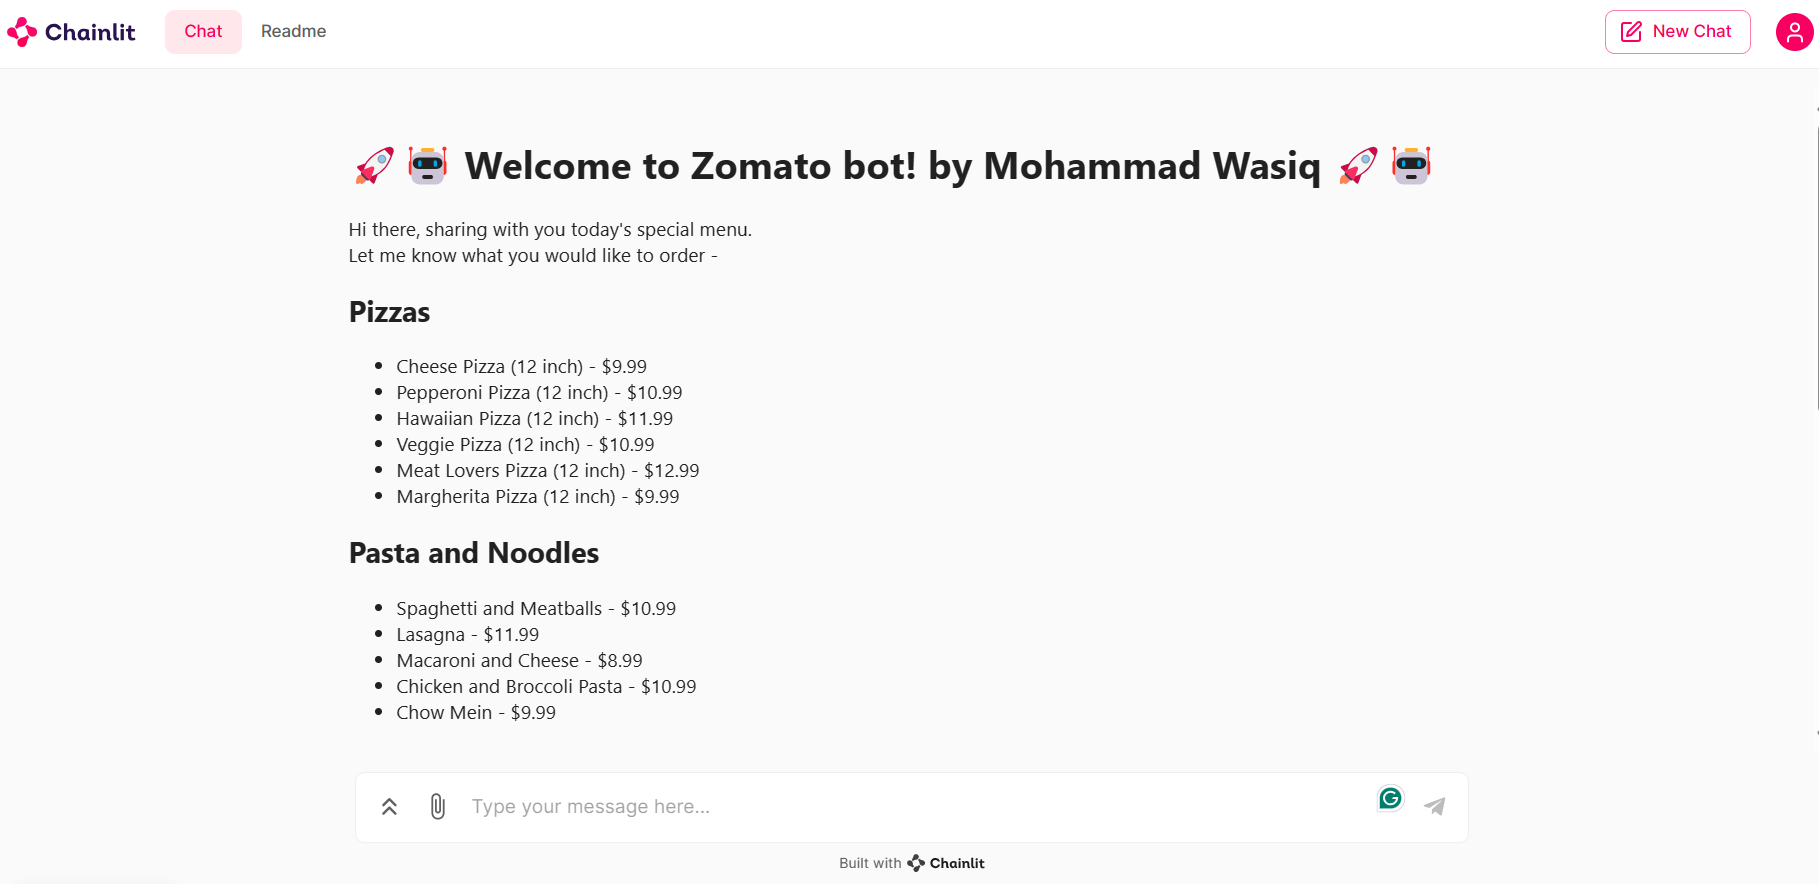 Chainlit
Chat
Readme
New Chat
Welcome to Zomato bot! by Mohammad Wasiq
Hi there, sharing with you today's special menu.
Let me know what you would like to order -
Pizzas
Cheese Pizza (12 inch) - $9.99
Pepperoni Pizza (12 inch) - $10.99
Hawaiian Pizza (12 inch) - $11.99
Veggie Pizza (12 inch) - $10.99
Meat Lovers Pizza (12 inch) - $12.99
Margherita Pizza (12 inch) - $9.99
Pasta and Noodles
Spaghetti and Meatballs - $10.99
Lasagna - $11.99
Macaroni and Cheese - $8.99
Chicken and Broccoli Pasta - $10.99
Chow Mein - $9.99
Type your message here...
Built with Chainlit